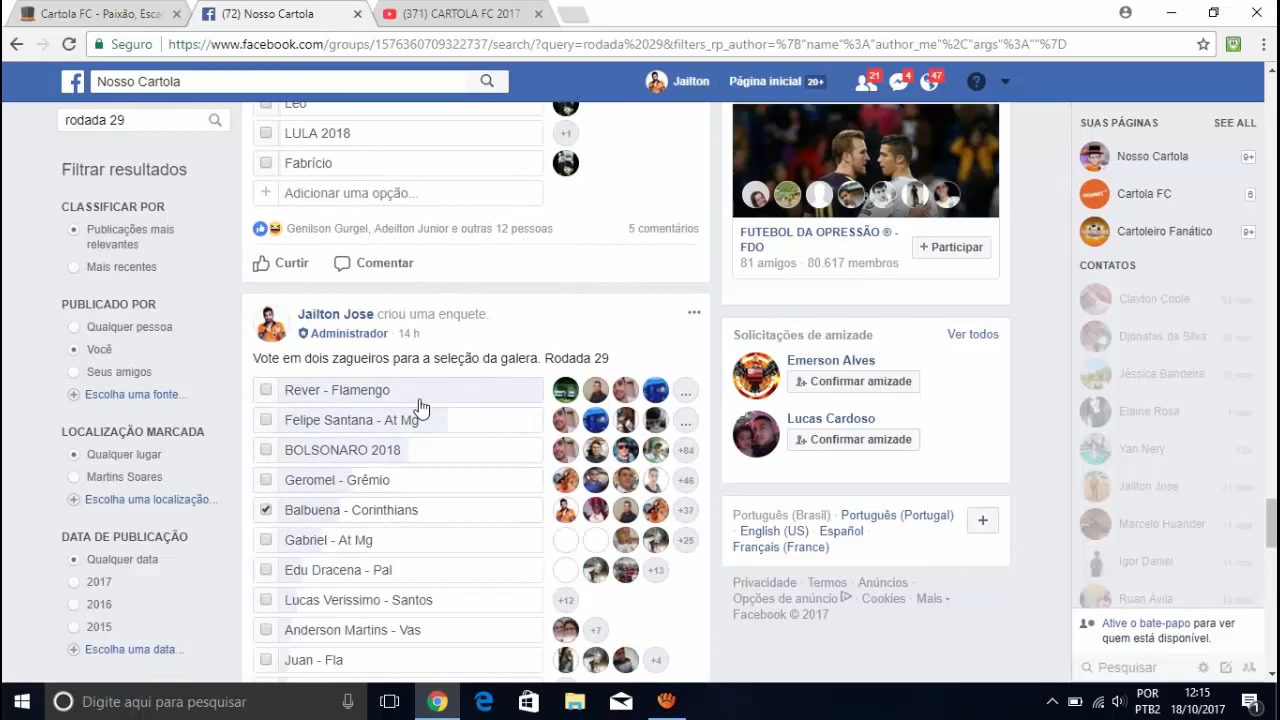 Cartola FC - Paixão, Esca
(72) Nosso Cartola
(371) CARTOLA FC 2017
Seguro
https://www.facebook.com/groups/1576360709322737/search/?query=rodada%2029&filters_rp_author=%7B"name"%3A"author_me"%2C"args"%3A""%7D
Nosso Cartola
Jailton
Página inicial 20+
21
4
47
rodada 29
Filtrar resultados
CLASSIFICAR POR
Publicações mais
relevantes
Mais recentes
PUBLICADO POR
Qualquer pessoa
Você
Seus amigos
Escolha uma fonte...
LOCALIZAÇÃO MARCADA
Qualquer lugar
Martins Soares
Escolha uma localização...
DATA DE PUBLICAÇÃO
Qualquer data
2017
2016
2015
Escolha uma data...
Leo
LULA 2018
+1
Fabrício
Adicionar uma opção...
Genilson Gurgel, Adeilton Junior e outras 12 pessoas
5 comentários
Curtir
Comentar
Jailton Jose criou uma enquete.
Administrador · 14 h
Vote em dois zagueiros para a seleção da galera. Rodada 29
Rever - Flamengo
...
Felipe Santana - At Mg
...
BOLSONARO 2018
+84
Geromel - Grêmio
+46
Balbuena - Corinthians
+37
Gabriel - At Mg
+25
Edu Dracena - Pal
+13
Lucas Verissimo - Santos
+12
Anderson Martins - Vas
+7
Juan - Fla
+4
FUTEBOL DA OPRESSÃO ® -
FDO
81 amigos · 80.617 membros
+ Participar
Solicitações de amizade
Ver todos
Emerson Alves
Confirmar amizade
Lucas Cardoso
Confirmar amizade
Português (Brasil) · Português (Portugal)
· English (US) · Español ·
Français (France)
Privacidade · Termos · Anúncios ·
Opções de anúncio · Cookies · Mais
Facebook © 2017
SUAS PÁGINAS
SEE ALL
Nosso Cartola
9+
Cartola FC
6
Cartoleiro Fanático
9+
CONTATOS
Clayton Coole
Djonatas da Silva
Jéssica Bandeira
Elaine Rosa
Yan Nery
Jailton Jose
Marcelo Huander
Igor Daniel
Ruan Ávila
Ative o bate-papo para ver
quem está disponível.
Pesquisar
Digite aqui para pesquisar
POR
PTB2
12:15
18/10/2017
1